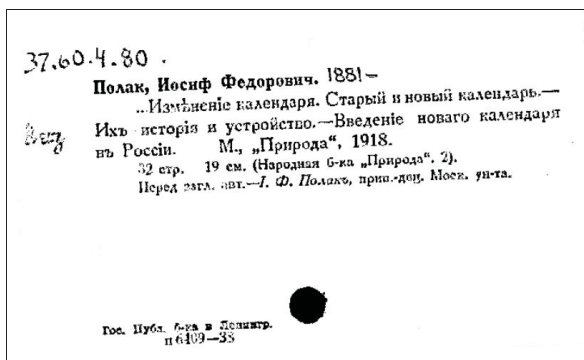 37.60.4.80.
Полак, Иосиф Федорович. 1881–
...Измѣненіе календаря. Старый и новый календарь.—
Ихъ исторія и устройство.—Введеніе новаго календаря
въ Россіи. М., „Природа“, 1918.
32 стр. 19 см. (Народная б-ка „Природа“, 2).
Перед загл. авт.—І. Ф. Полакъ, прив.-доц. Моск. ун-та.
Гос. Публ. б-ка в Ленингр.
п 6409—38